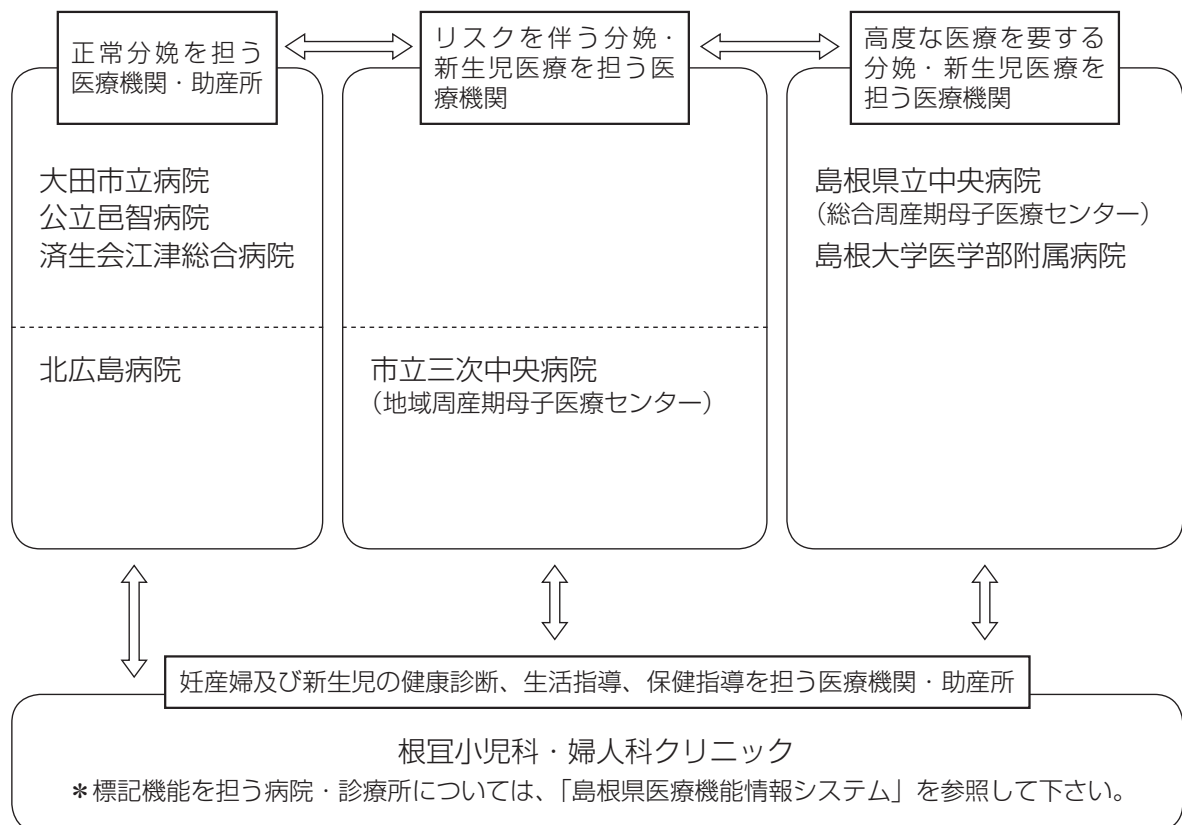 正常分娩を担う
医療機関・助産所
リスクを伴う分娩・
新生児医療を担う医
療機関
高度な医療を要する
分娩・新生児医療を
担う医療機関
大田市立病院
公立邑智病院
済生会江津総合病院
北広島病院
市立三次中央病院
（地域周産期母子医療センター）
島根県立中央病院
（総合周産期母子医療センター）
島根大学医学部附属病院
妊産婦及び新生児の健康診断、生活指導、保健指導を担う医療機関・助産所
根冝小児科・婦人科クリニック
＊標記機能を担う病院・診療所については、「島根県医療機能情報システム」を参照して下さい。